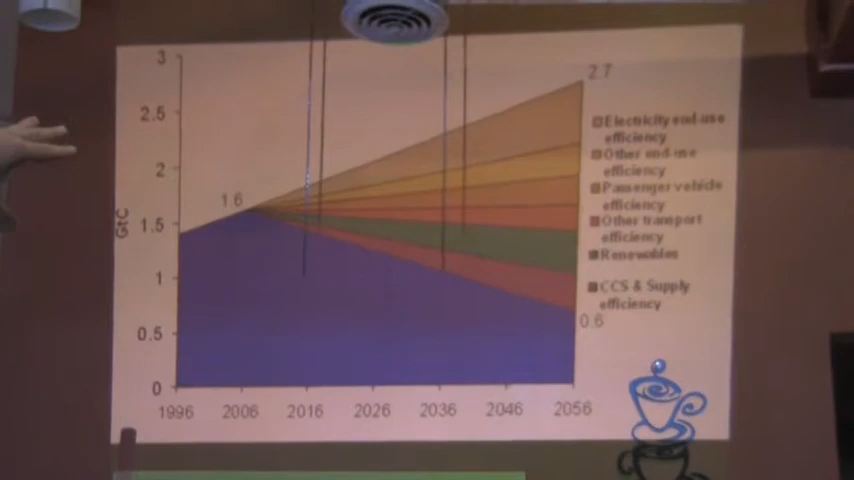 3
2.7
2.5
Electricity end-use
efficiency
Other end-use
efficiency
2
Passenger vehicle
efficiency
1.6
Other transport
efficiency
1.5
GtC
Renewables
1
CCS & Supply
efficiency
0.6
0.5
0
1996 2006 2016 2026 2036 2046 2056